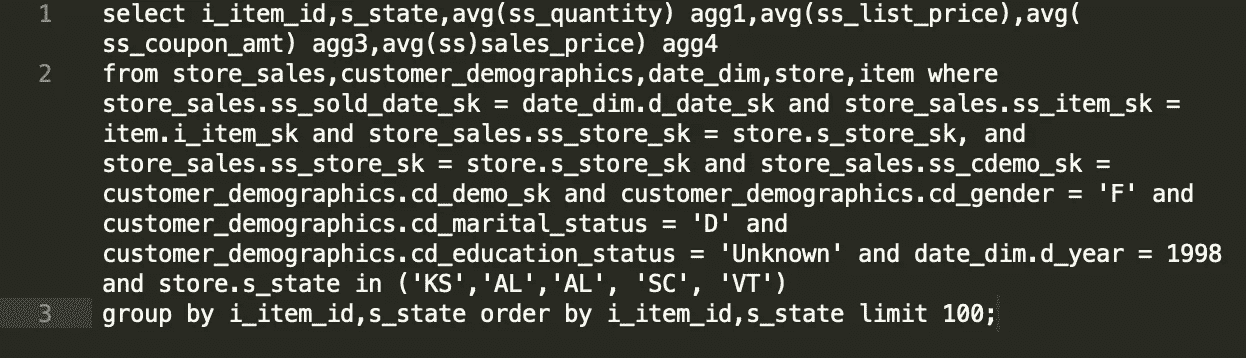 1 select i_item_id,s_state,avg(ss_quantity) agg1,avg(ss_list_price),avg(
ss_coupon_amt) agg3,avg(ss)sales_price) agg4
2 from store_sales,customer_demographics,date_dim,store,item where
store_sales.ss_sold_date_sk = date_dim.d_date_sk and store_sales.ss_item_sk =
item.i_item_sk and store_sales.ss_store_sk = store.s_store_sk, and
store_sales.ss_store_sk = store.s_store_sk and store_sales.ss_cdemo_sk =
customer_demographics.cd_demo_sk and customer_demographics.cd_gender = 'F' and
customer_demographics.cd_marital_status = 'D' and
customer_demographics.cd_education_status = 'Unknown' and date_dim.d_year = 1998
and store.s_state in ('KS','AL','AL', 'SC', 'VT')
3 group by i_item_id,s_state order by i_item_id,s_state limit 100;